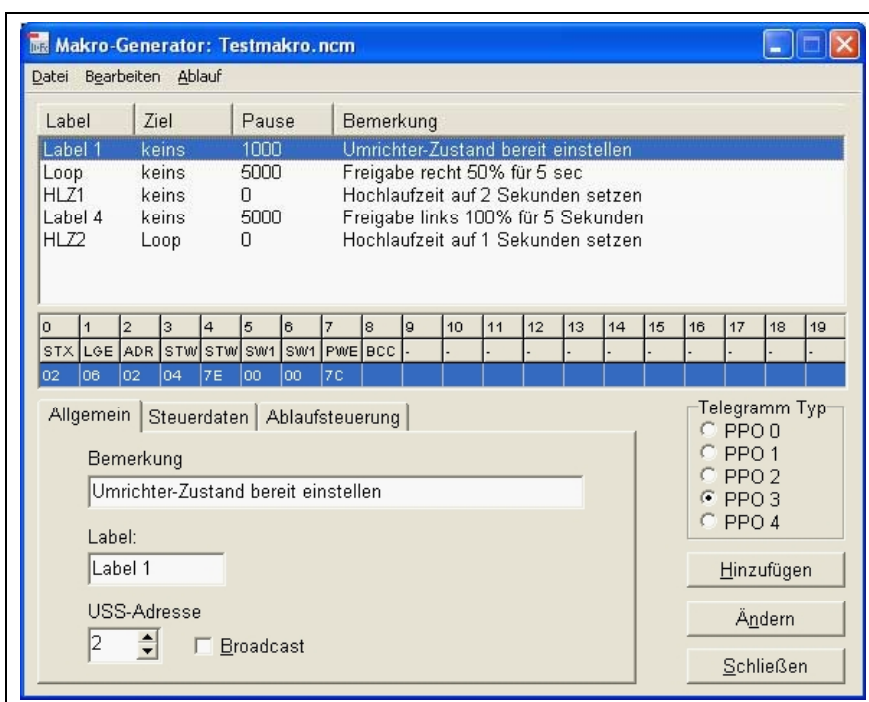 Makro-Generator: Testmakro.ncm
Datei Bearbeiten Ablauf
Label Ziel Pause Bemerkung
Label 1 keins 1000 Umrichter-Zustand bereit einstellen
Loop keins 5000 Freigabe recht 50% für 5 sec
HLZ1 keins 0 Hochlaufzeit auf 2 Sekunden setzen
Label 4 keins 5000 Freigabe links 100% für 5 Sekunden
HLZ2 Loop 0 Hochlaufzeit auf 1 Sekunden setzen
0 1 2 3 4 5 6 7 8 9 10 11 12 13 14 15 16 17 18 19
STX LGE ADR STW STW SW1 SW1 PWE BCC - - - - - - - - - - -
02 06 02 04 7E 00 00 7C
Allgemein Steuerdaten Ablaufsteuerung
Bemerkung
Umrichter-Zustand bereit einstellen
Label:
Label 1
USS-Adresse
2 Broadcast
Telegramm Typ
PPO 0
PPO 1
PPO 2
PPO 3
PPO 4
Hinzufügen
Ändern
Schließen